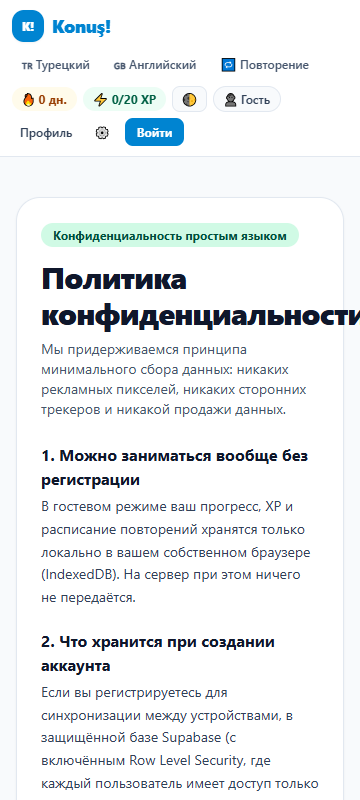 K! Konuş!
TR Турецкий GB Английский Повторение
0 дн. 0/20 XP Гость
Профиль Войти
Конфиденциальность простым языком
Политика
конфиденциальности
Мы придерживаемся принципа
минимального сбора данных: никаких
рекламных пикселей, никаких сторонних
трекеров и никакой продажи данных.
1. Можно заниматься вообще без
регистрации
В гостевом режиме ваш прогресс, XP и
расписание повторений хранятся только
локально в вашем собственном браузере
(IndexedDB). На сервер при этом ничего
не передаётся.
2. Что хранится при создании
аккаунта
Если вы регистрируетесь для
синхронизации между устройствами, в
защищённой базе Supabase (с
включённым Row Level Security, где
каждый пользователь имеет доступ только